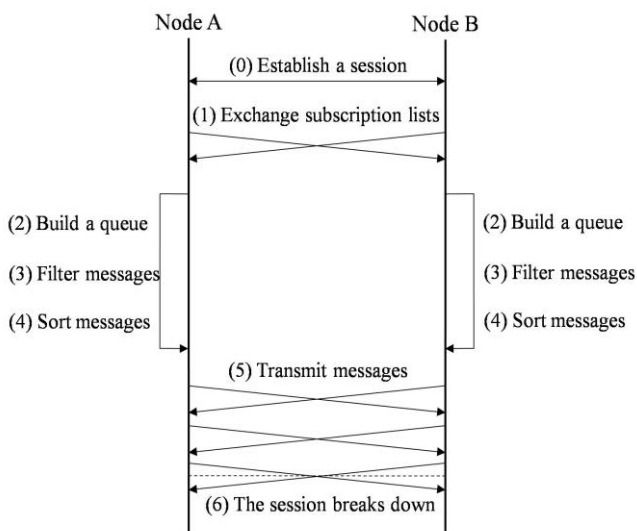 Node A
Node B
(0) Establish a session
(1) Exchange subscription lists
(2) Build a queue
(3) Filter messages
(4) Sort messages
(2) Build a queue
(3) Filter messages
(4) Sort messages
(5) Transmit messages
(6) The session breaks down